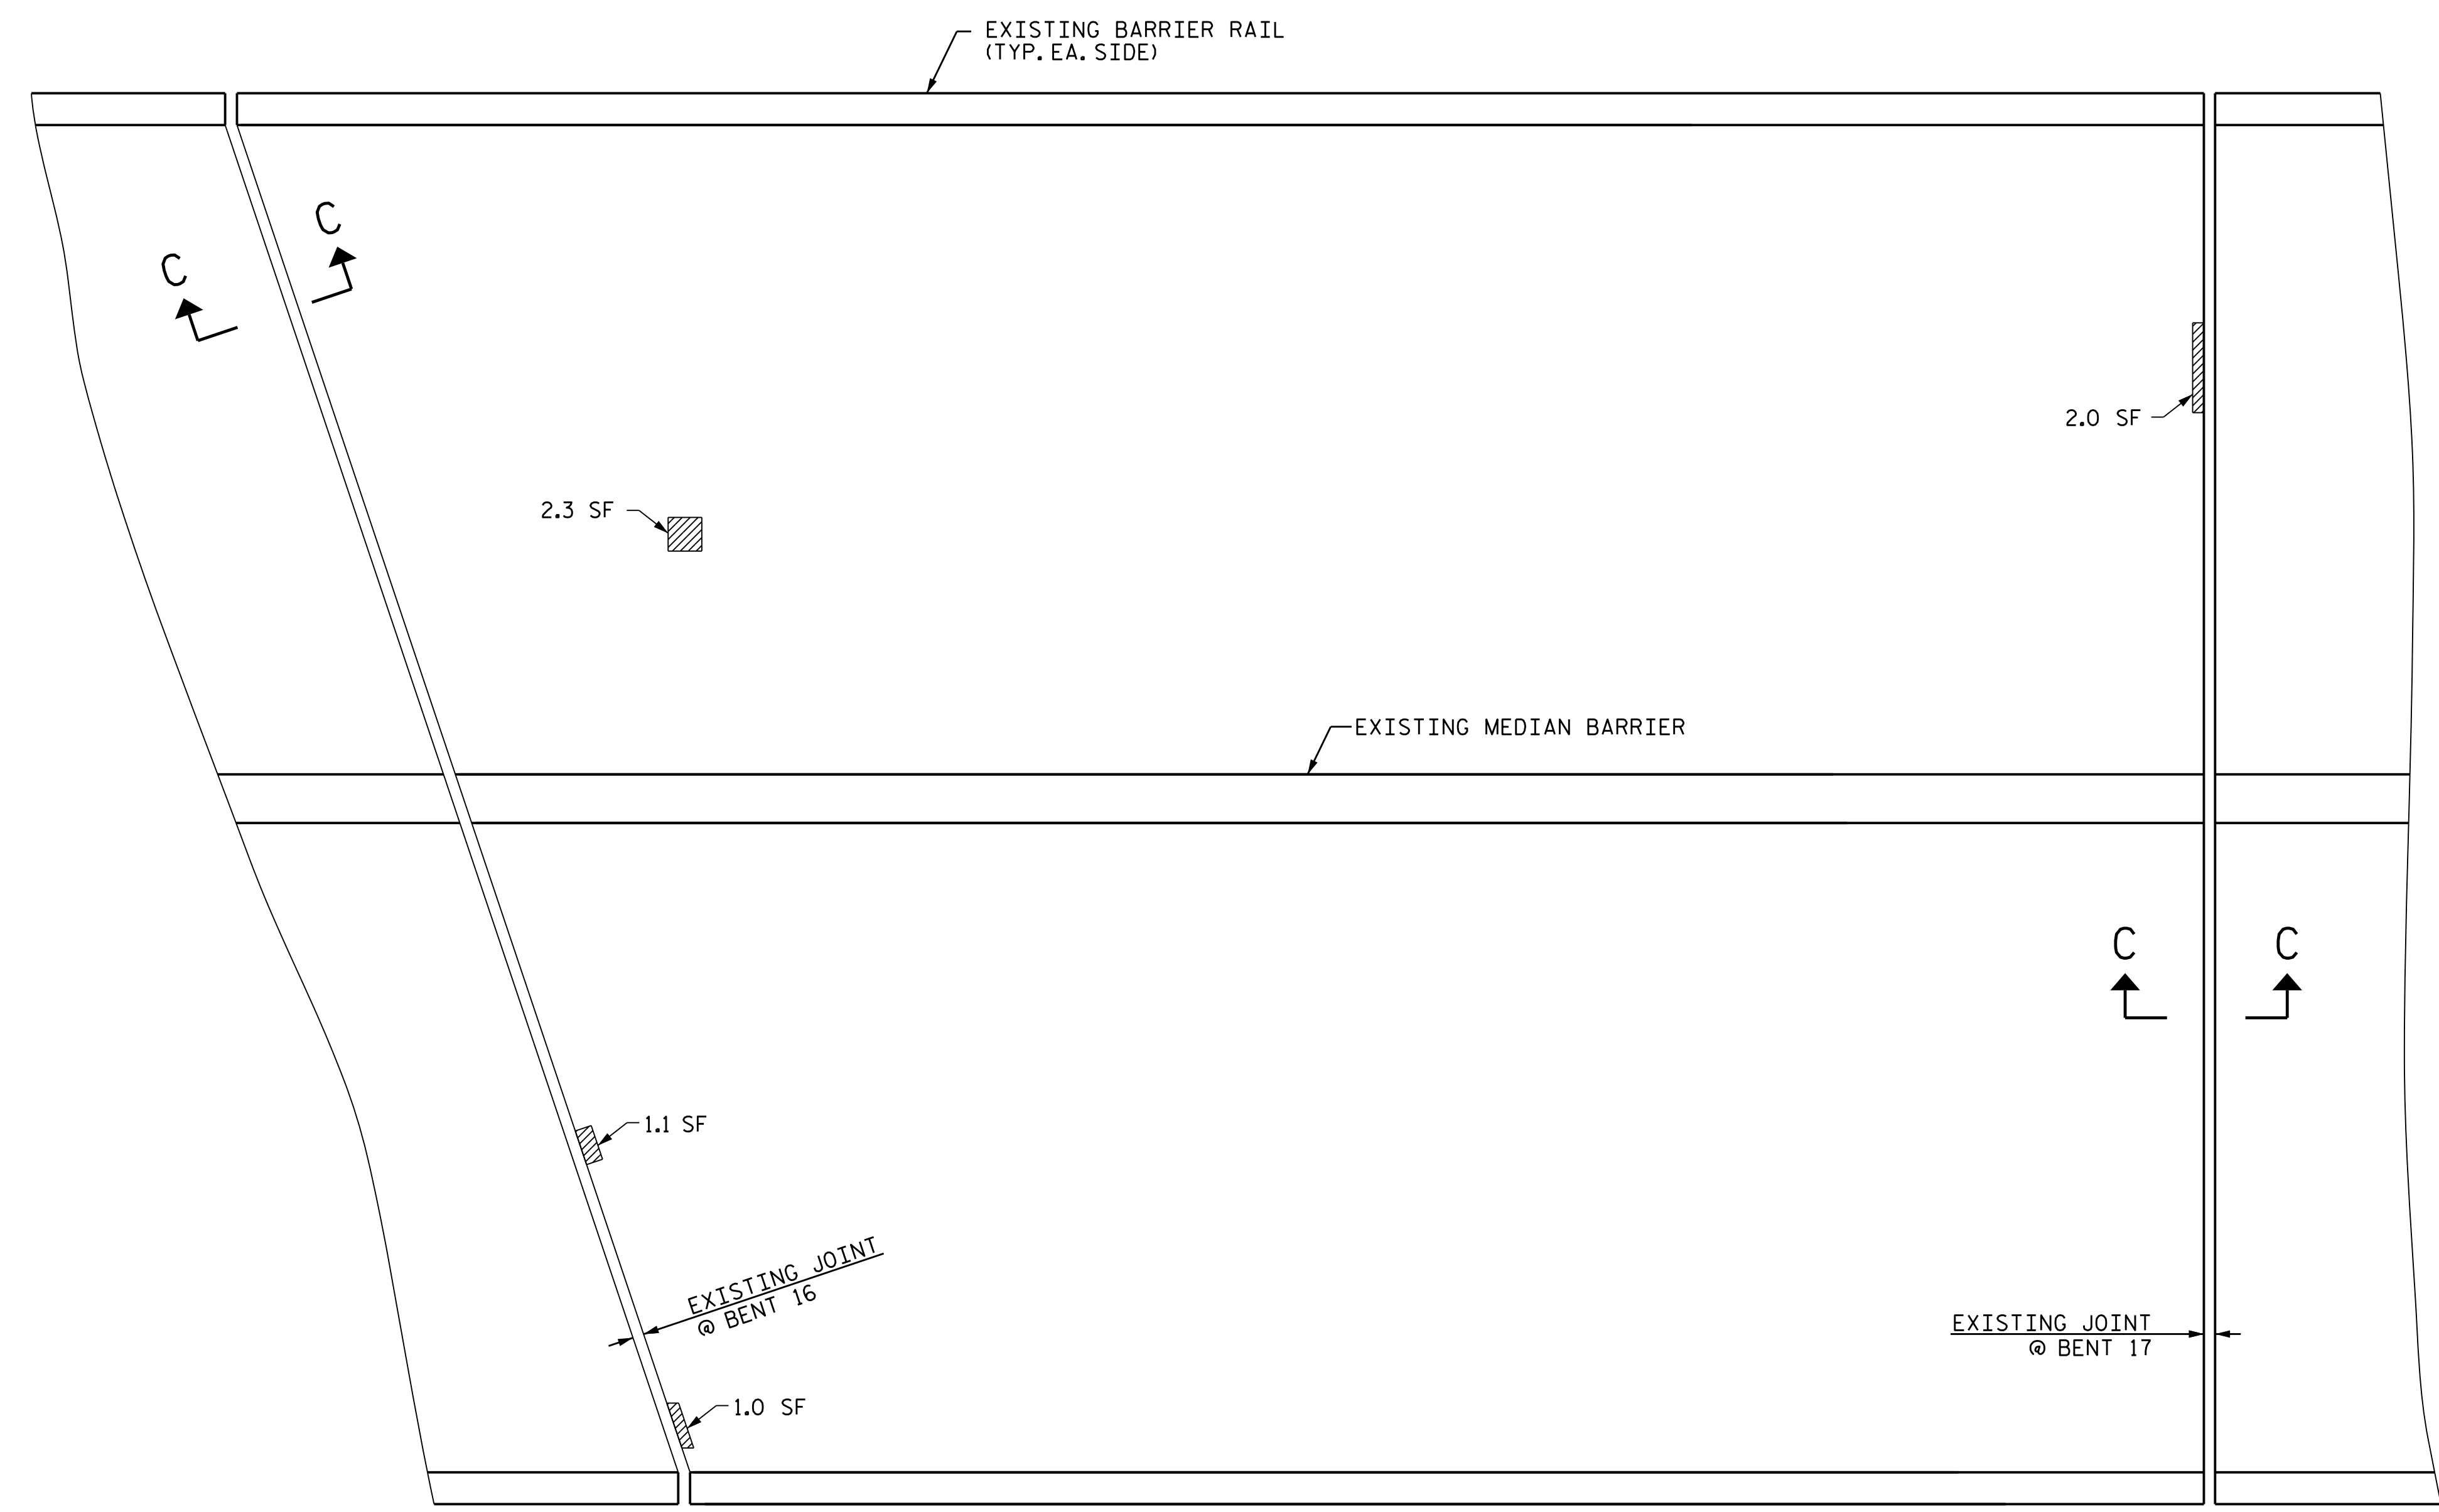 EXISTING BARRIER RAIL
(TYP. EA. SIDE)
C
C
2.0 SF
2.3 SF
EXISTING MEDIAN BARRIER
C
C
1.1 SF
EXISTING JOINT
@ BENT 16
EXISTING JOINT
@ BENT 17
1.0 SF